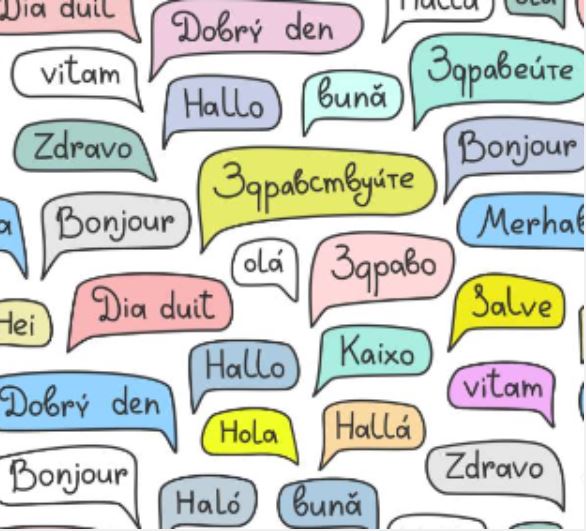 Dia duit
Dobrý den
olá
vitam
Здравейте
Hallo
bună
Zdravo
Bonjour
Здравствуйте
Bonjour
Merhab
olá
Здраво
Dia duit
Salve
Hei
Hallo
Kaixo
vitam
Dobrý den
Hola
Hallá
Zdravo
Bonjour
Haló
bună